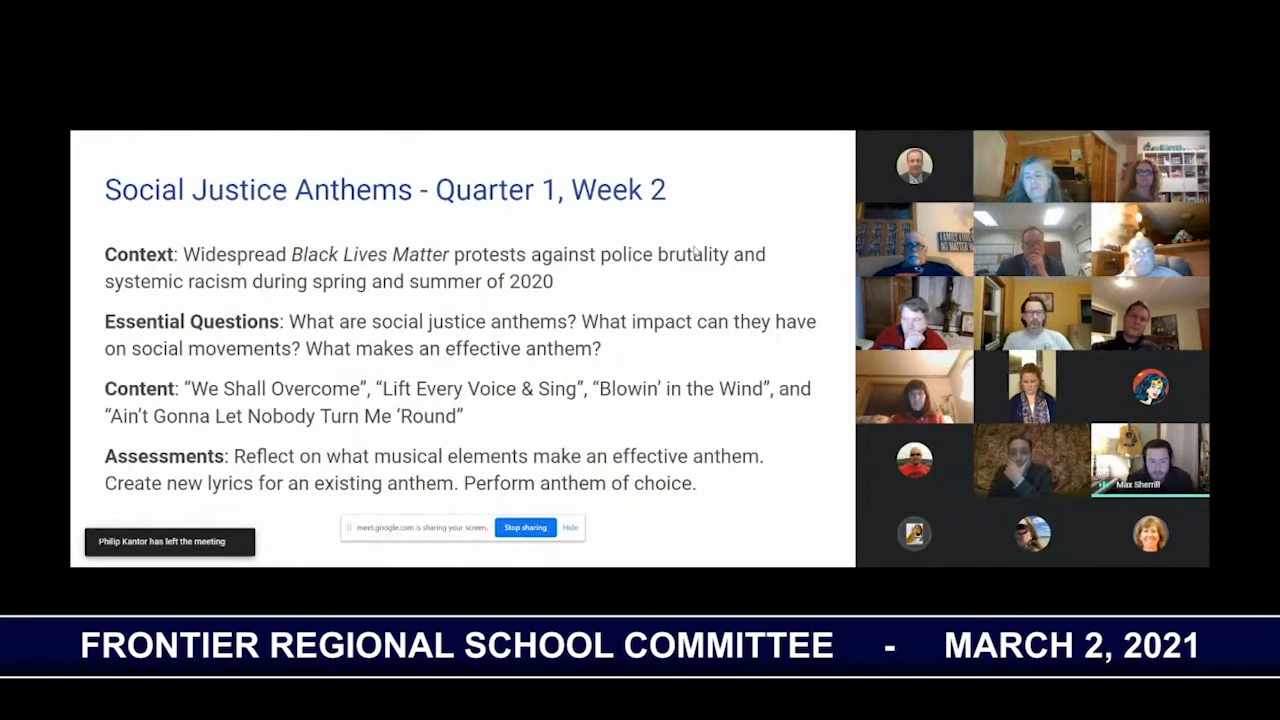 Social Justice Anthems - Quarter 1, Week 2
Context: Widespread Black Lives Matter protests against police brutality and
systemic racism during spring and summer of 2020
Essential Questions: What are social justice anthems? What impact can they have
on social movements? What makes an effective anthem?
Content: “We Shall Overcome”, “Lift Every Voice & Sing”, “Blowin’ in the Wind”, and
“Ain’t Gonna Let Nobody Turn Me ‘Round”
Assessments: Reflect on what musical elements make an effective anthem.
Create new lyrics for an existing anthem. Perform anthem of choice.
meet.google.com is sharing your screen. Stop sharing Hide
Philip Kantor has left the meeting
Max Sherrill
FRONTIER REGIONAL SCHOOL COMMITTEE - MARCH 2, 2021